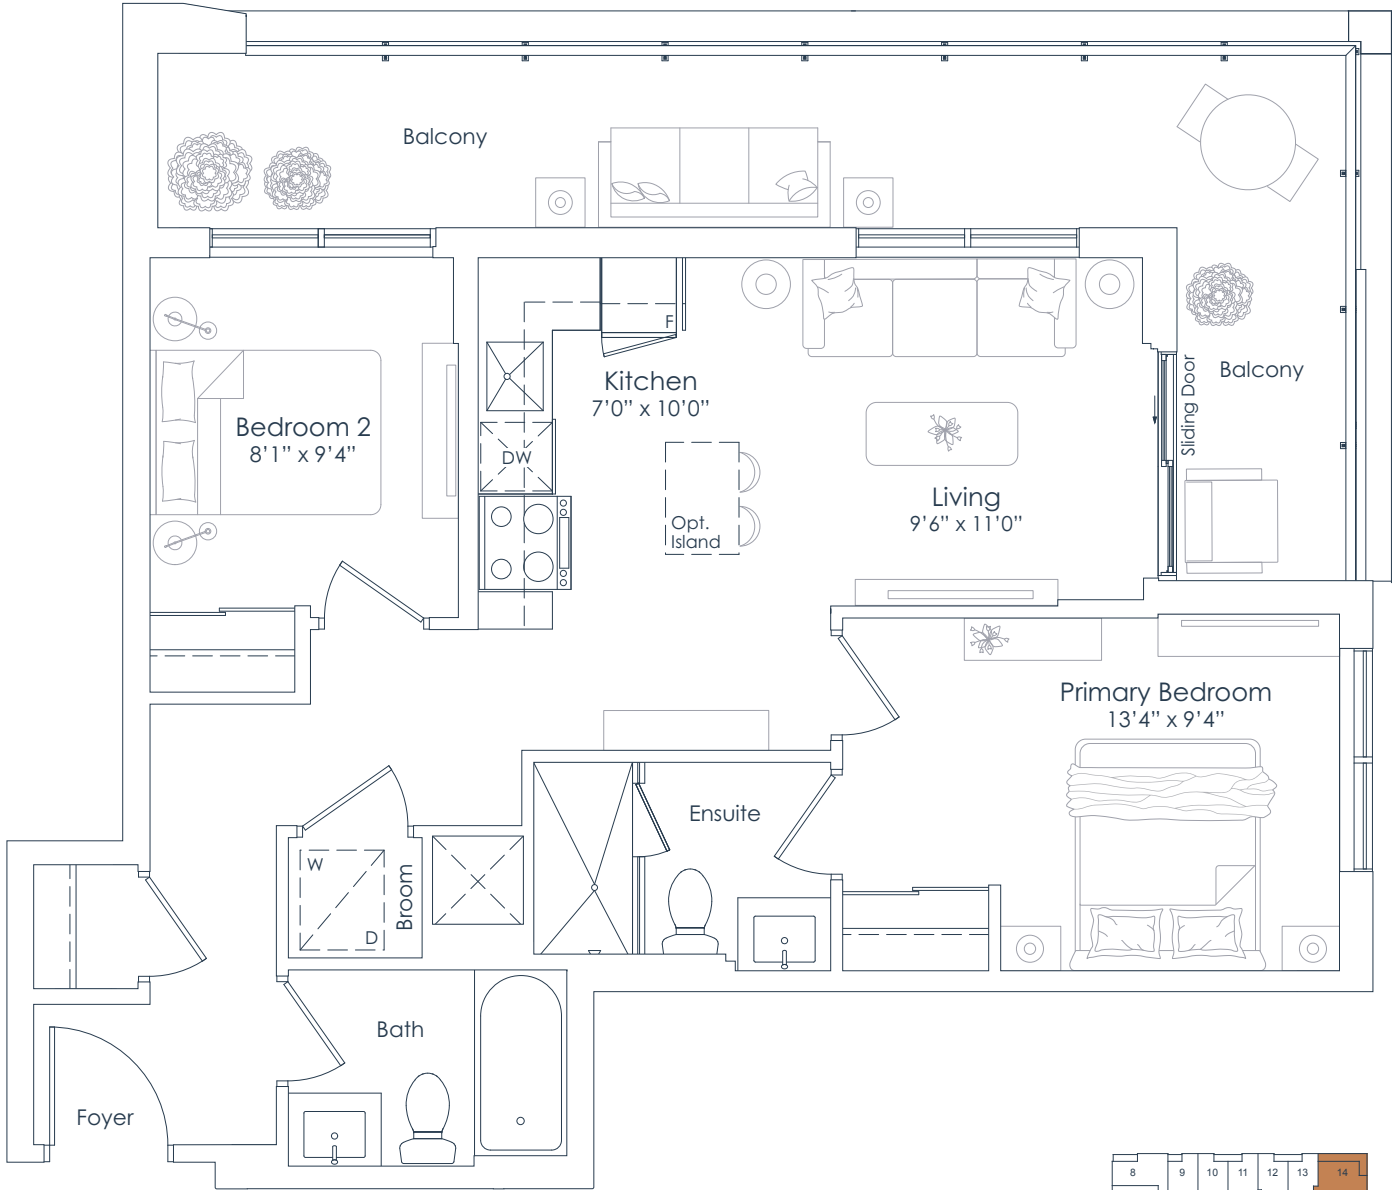 Balcony
F
Kitchen
7'0" x 10'0"
Sliding Door
Balcony
Bedroom 2
8'1" x 9'4"
DW
Living
9'6" x 11'0"
Opt.
Island
Primary Bedroom
13'4" x 9'4"
Ensuite
W
D
Broom
Bath
Foyer
8 9 10 11 12 13 14